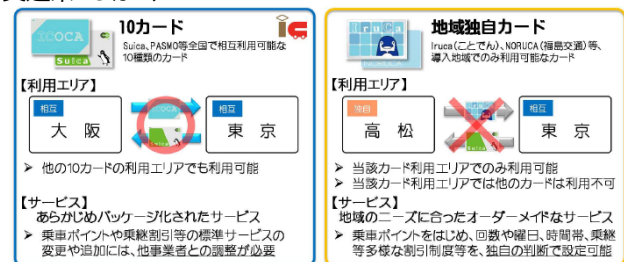 10カード
Suica、PASMO等全国で相互利用可能な
10種類のカード
ICOCA
Suica
【利用エリア】
相互
大 阪
相互
東 京
➢ 他の10カードの利用エリアでも利用可能
【サービス】
あらかじめパッケージ化されたサービス
➢ 乗車ポイントや乗継割引等の標準サービスの
変更や追加には、他事業者との調整が必要
地域独自カード
Iruca(ことでん)、NORUCA(福島交通)等、
導入地域でのみ利用可能なカード
IruCa
【利用エリア】
独自
高 松
相互
東 京
➢ 当該カード利用エリアでのみ利用可能
➢ 当該カード利用エリアでは他のカードは利用不可
【サービス】
地域のニーズに合ったオーダーメイドなサービス
➢ 乗車ポイントをはじめ、回数や曜日、時間帯、乗継
等多様な割引制度等を、独自の判断で設定可能